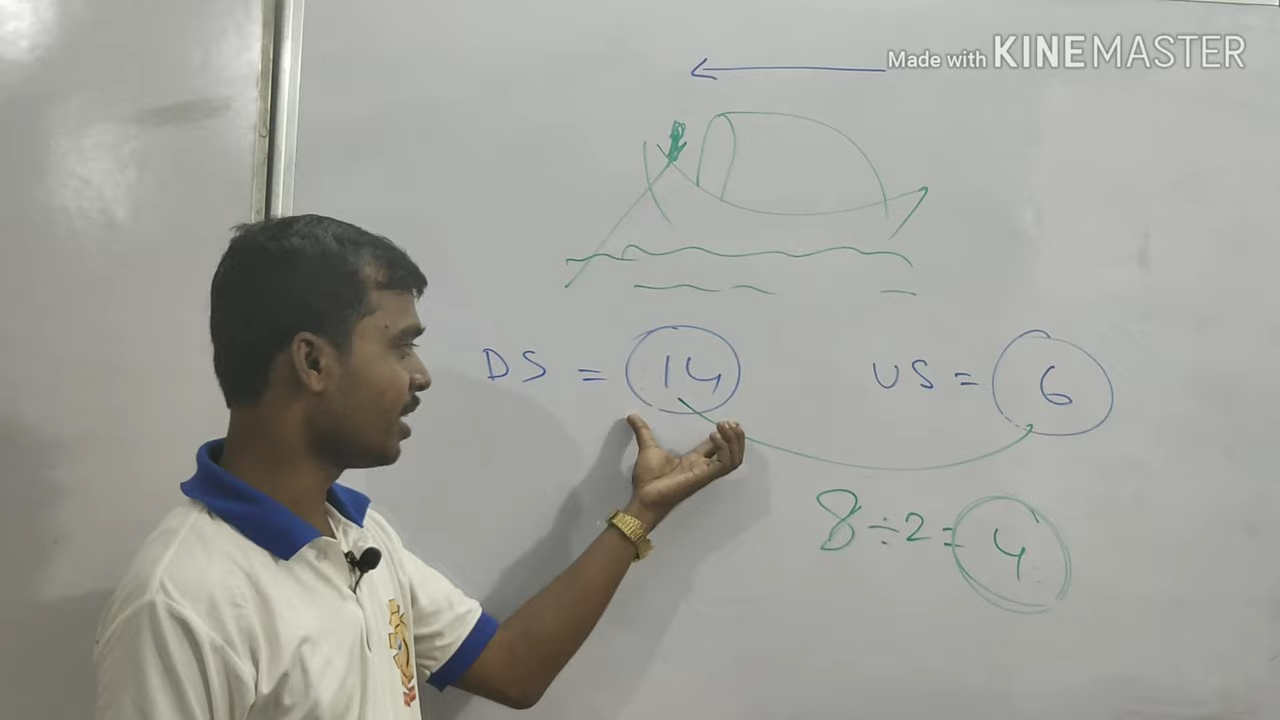 Made with KINEMASTER
DS = 14
US = 6
8 ÷ 2 = 4